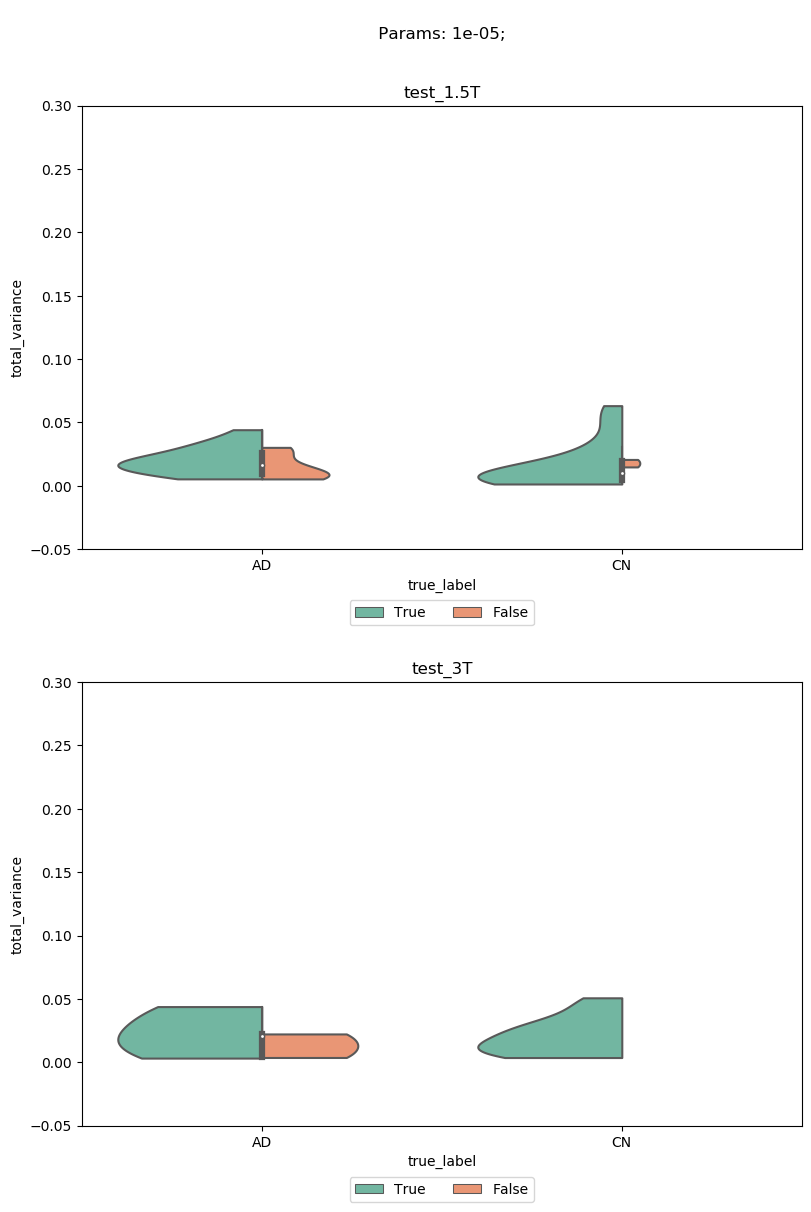 Params: 1e-05;
test_1.5T
0.30
0.25
0.20
0.15
0.10
0.05
0.00
−0.05
total_variance
AD CN
true_label
True False
test_3T
0.30
0.25
0.20
0.15
0.10
0.05
0.00
−0.05
total_variance
AD CN
true_label
True False